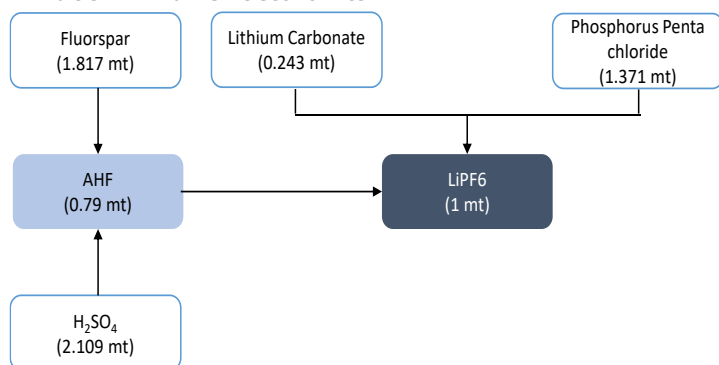 Fluorspar
(1.817 mt)
Lithium Carbonate
(0.243 mt)
Phosphorus Penta
chloride
(1.371 mt)
AHF
(0.79 mt)
LiPF6
(1 mt)
H₂SO₄
(2.109 mt)